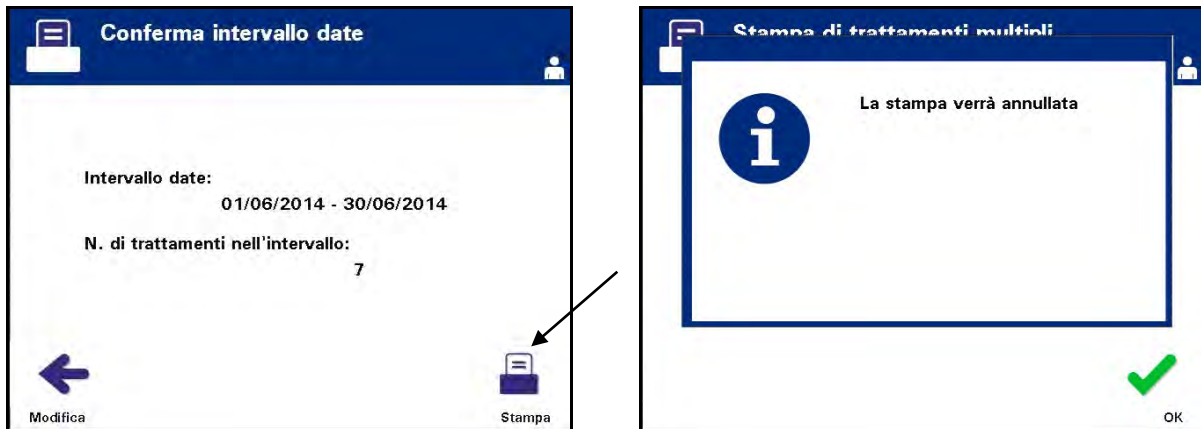 Conferma intervallo date
Intervallo date:
01/06/2014 - 30/06/2014
N. di trattamenti nell'intervallo:
7
Modifica
Stampa
Stampa di trattamenti multipli
La stampa verrà annullata
OK